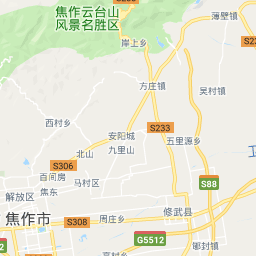 焦作云台山
风景名胜区
薄壁镇
岸上乡
S2
方庄镇
吴村镇
西村乡
安阳城
S233
五里源乡
九里山
北山
S306
百间房
马村区
焦东
S88
解放区
焦作市
S308
周庄乡
修武县
G5512
郇封镇